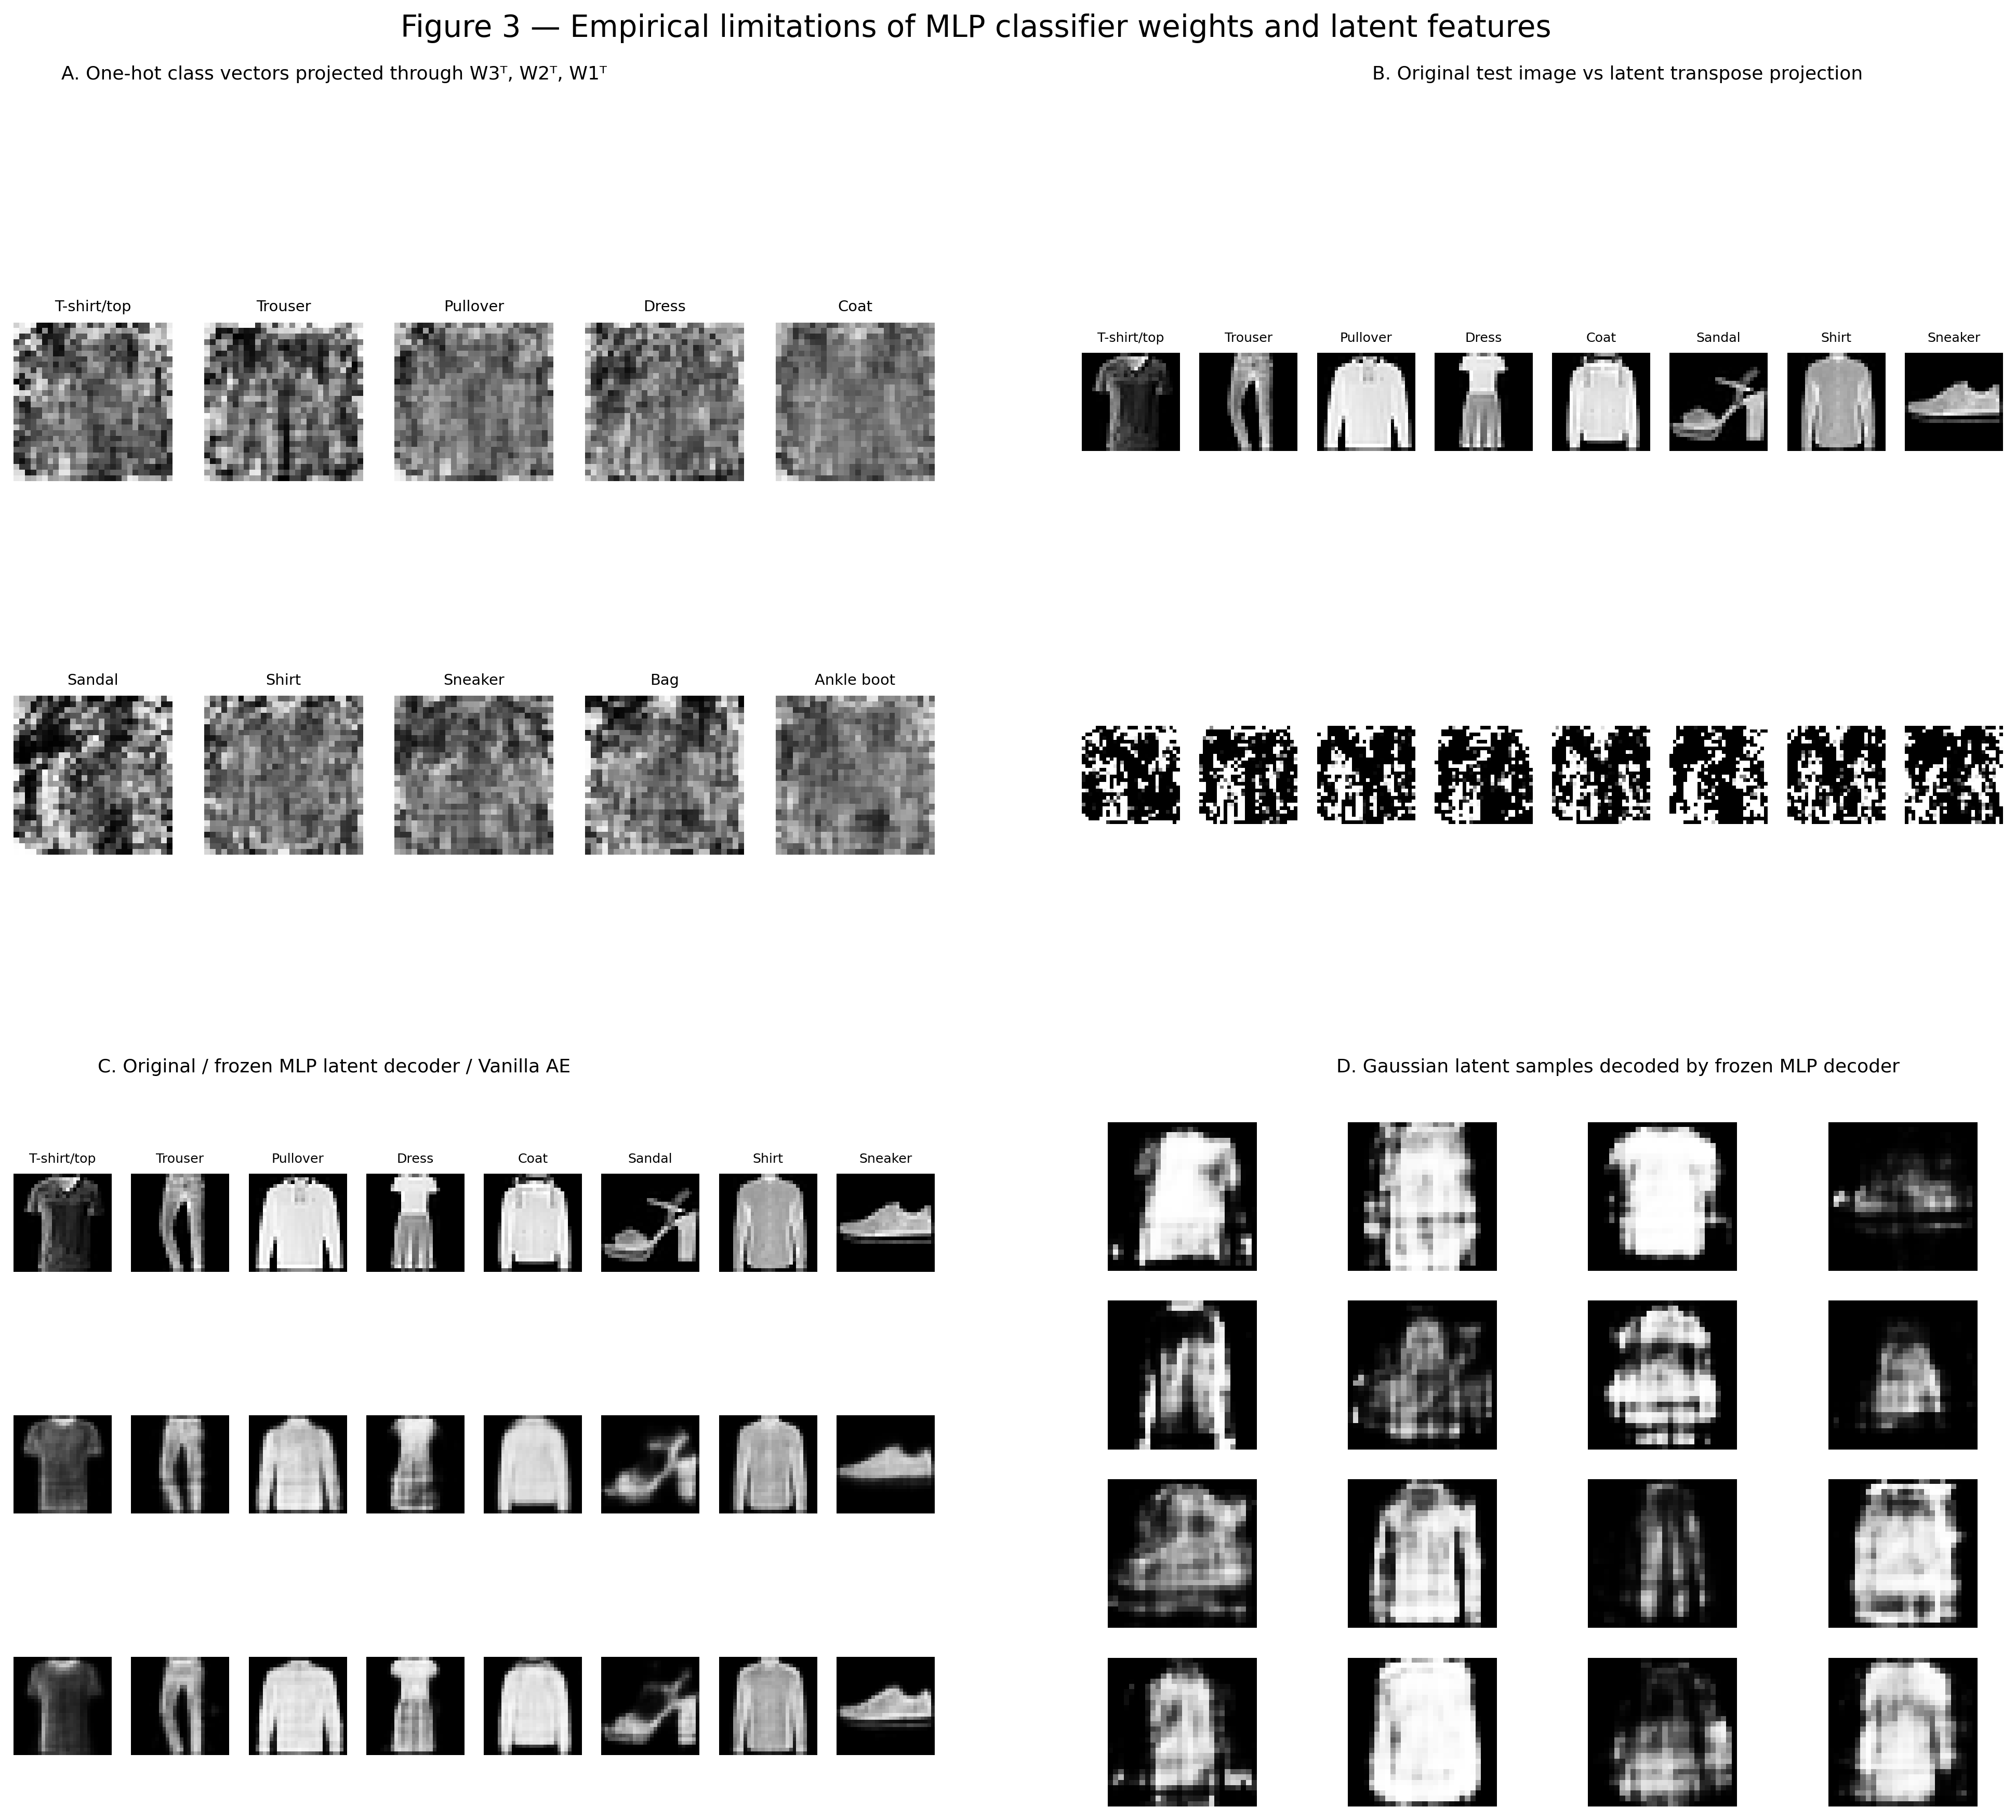 Figure 3 — Empirical limitations of MLP classifier weights and latent features
A. One-hot class vectors projected through W3ᵀ, W2ᵀ, W1ᵀ
T-shirt/top Trouser Pullover Dress Coat
Sandal Shirt Sneaker Bag Ankle boot
B. Original test image vs latent transpose projection
T-shirt/top Trouser Pullover Dress Coat Sandal Shirt Sneaker
C. Original / frozen MLP latent decoder / Vanilla AE
T-shirt/top Trouser Pullover Dress Coat Sandal Shirt Sneaker
D. Gaussian latent samples decoded by frozen MLP decoder